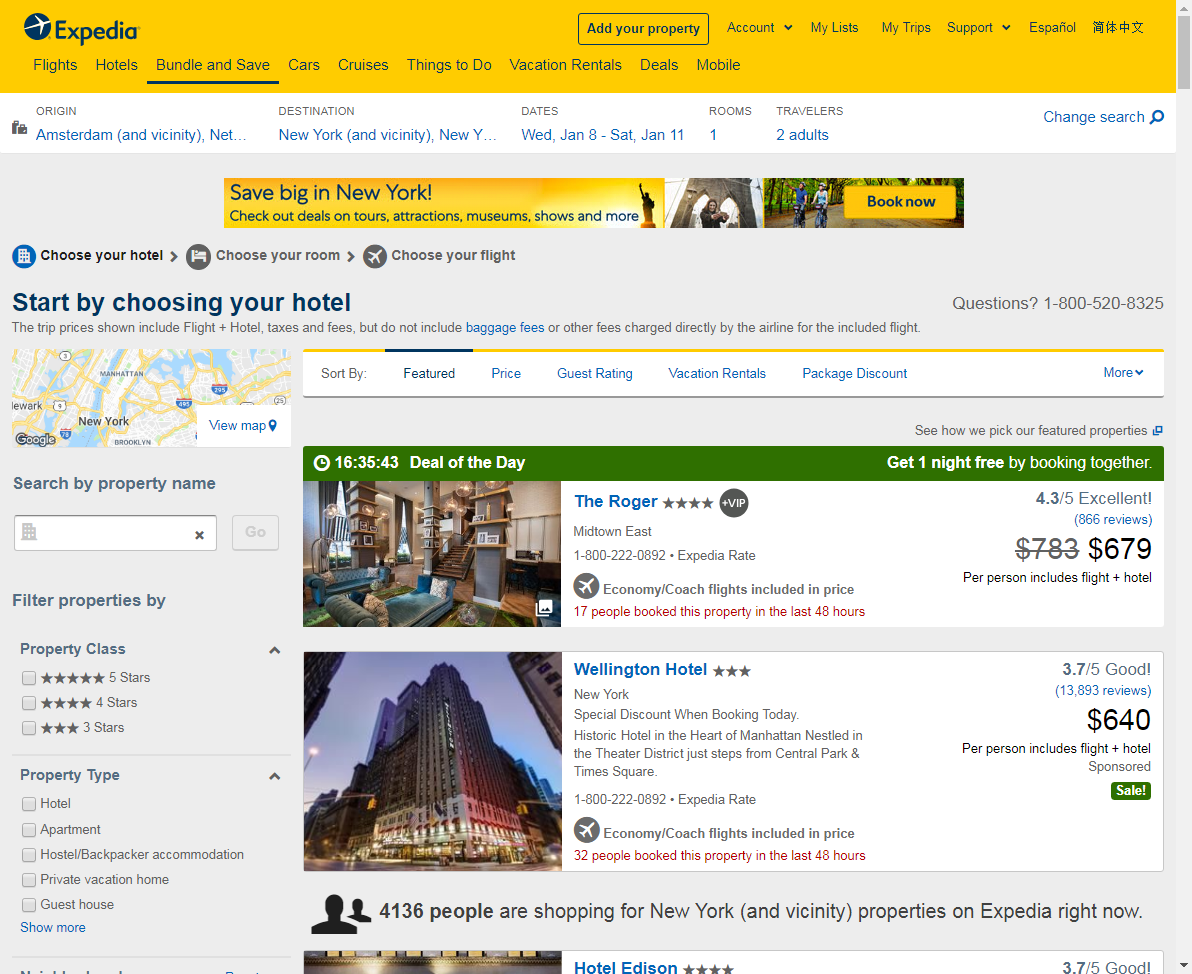 Expedia
Add your property
Account
My Lists
My Trips
Support
Español
简体中文
Flights
Hotels
Bundle and Save
Cars
Cruises
Things to Do
Vacation Rentals
Deals
Mobile
ORIGIN
Amsterdam (and vicinity), Net…
DESTINATION
New York (and vicinity), New Y…
DATES
Wed, Jan 8 - Sat, Jan 11
ROOMS
1
TRAVELERS
2 adults
Change search
Save big in New York!
Check out deals on tours, attractions, museums, shows and more
Book now
Choose your hotel
Choose your room
Choose your flight
Start by choosing your hotel
Questions? 1-800-520-8325
The trip prices shown include Flight + Hotel, taxes and fees, but do not include baggage fees or other fees charged directly by the airline for the included flight.
3
MANHATTAN
295
lewark
9
495
25
New York
Google
78
BROOKLYN
View map
Sort By:
Featured
Price
Guest Rating
Vacation Rentals
Package Discount
More
See how we pick our featured properties
Search by property name
Go
Filter properties by
Property Class
5 Stars
4 Stars
3 Stars
Property Type
Hotel
Apartment
Hostel/Backpacker accommodation
Private vacation home
Guest house
Show more
16:35:43 Deal of the Day
Get 1 night free by booking together.
The Roger
+VIP
Midtown East
1-800-222-0892 • Expedia Rate
Economy/Coach flights included in price
17 people booked this property in the last 48 hours
4.3/5 Excellent!
(866 reviews)
$783 $679
Per person includes flight + hotel
Wellington Hotel
New York
Special Discount When Booking Today.
Historic Hotel in the Heart of Manhattan Nestled in
the Theater District just steps from Central Park &
Times Square.
1-800-222-0892 • Expedia Rate
Economy/Coach flights included in price
32 people booked this property in the last 48 hours
3.7/5 Good!
(13,893 reviews)
$640
Per person includes flight + hotel
Sponsored
Sale!
4136 people are shopping for New York (and vicinity) properties on Expedia right now.
Hotel Edison
3.7/5 Good!